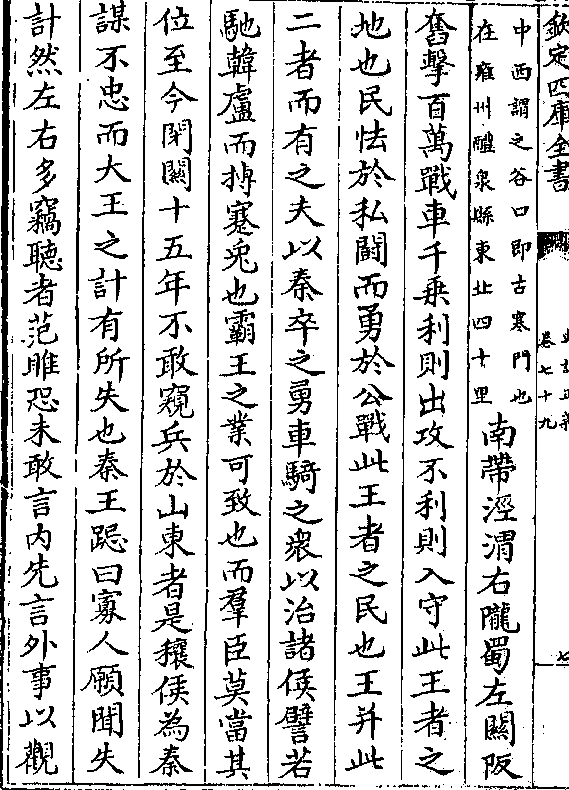 欽定四庫全書
卷七十九
中西謂之谷口即古寒門也
在雍州醴泉縣東北四十里
南帶涇渭右隴蜀左關阪
奮擊百萬戰車千乗利則出攻不利則入守此王者之
地也民怯於私鬭而勇於公戰此王者之民也王并此
二者而有之夫以秦卒之勇車騎之衆以治諸侯譬若
馳韓盧而搏蹇兎也霸王之業可致也而羣臣莫當其
位至今閉關十五年不敢窺兵於山東者是穰侯為秦
謀不忠而大王之計有所失也秦王跽曰寡人願聞失
計然左右多竊聽者范睢恐未敢言内先言外事以觀